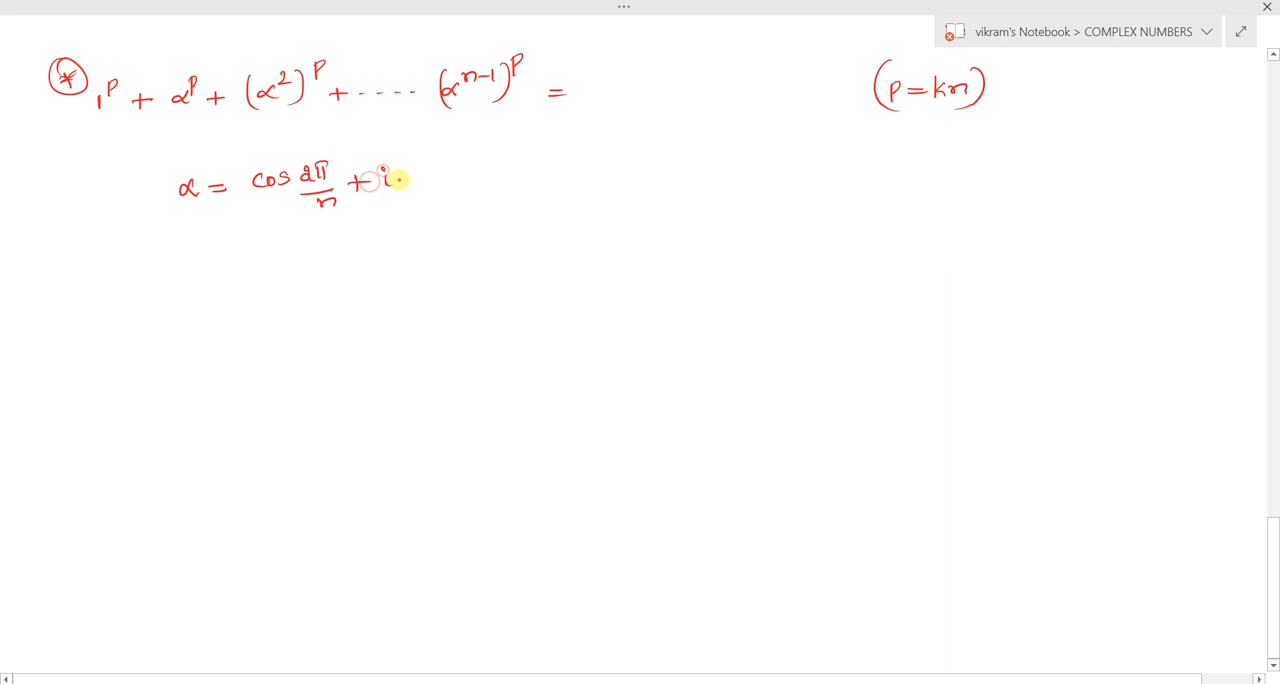 vikram's Notebook > COMPLEX NUMBERS
* 1^p + α^p + (α^2)^p + ..... (α^{n-1})^p = (p = kn)
α = cos 2π/n + i